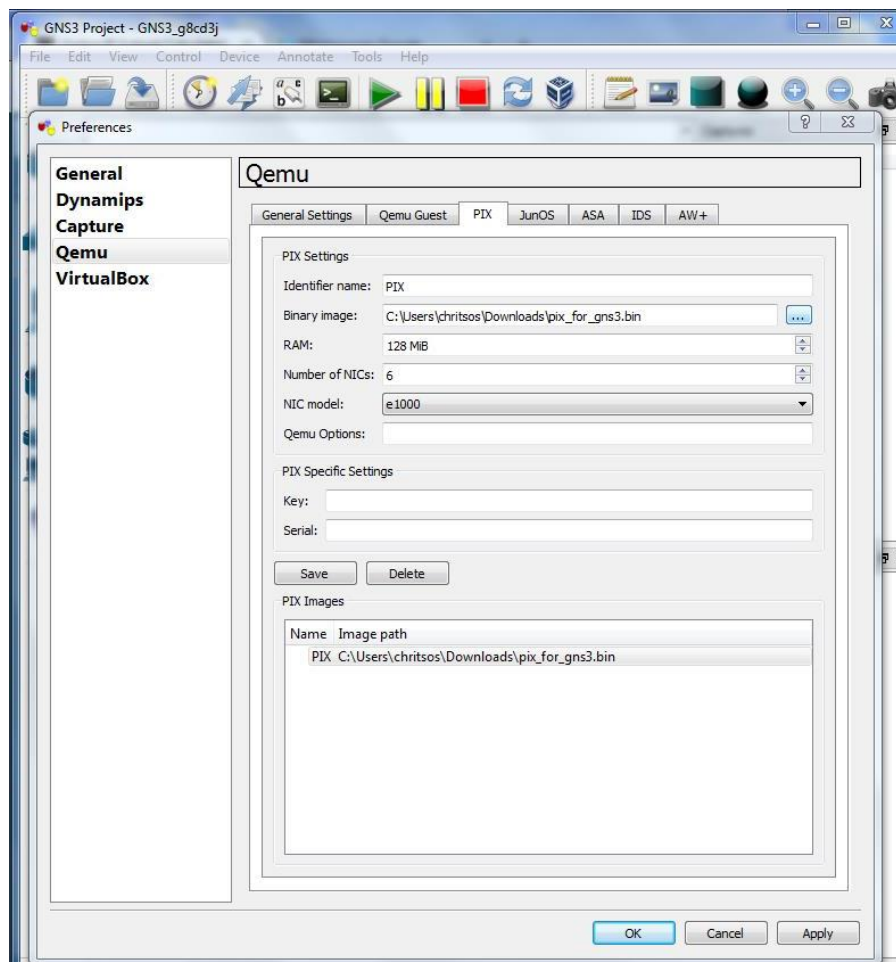 GNS3 Project - GNS3_g8cd3j
File Edit View Control Device Annotate Tools Help
Preferences
General
Dynamips
Capture
Qemu
VirtualBox
Qemu
General Settings Qemu Guest PIX JunOS ASA IDS AW+
PIX Settings
Identifier name: PIX
Binary image: C:\Users\chritsos\Downloads\pix_for_gns3.bin ...
RAM: 128 MiB
Number of NICs: 6
NIC model: e1000
Qemu Options:
PIX Specific Settings
Key:
Serial:
Save Delete
PIX Images
Name Image path
PIX C:\Users\chritsos\Downloads\pix_for_gns3.bin
OK Cancel Apply